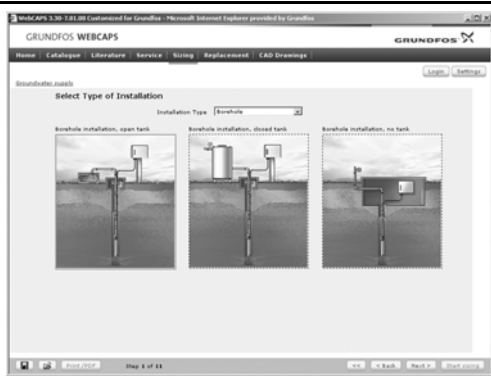 WebCAPS 3.30-7.01.08 Customized for Grundfos - Microsoft Internet Explorer provided by Grundfos
GRUNDFOS WEBCAPS
GRUNDFOS
Home Catalogue Literature Service Sizing Replacement CAD Drawings
Login Settings
Groundwater supply
Select Type of Installation
Installation Type Borehole
Borehole installation, open tank Borehole installation, closed tank Borehole installation, no tank
Print/PDF Step 1 of 11 << < Back Next > Start sizing